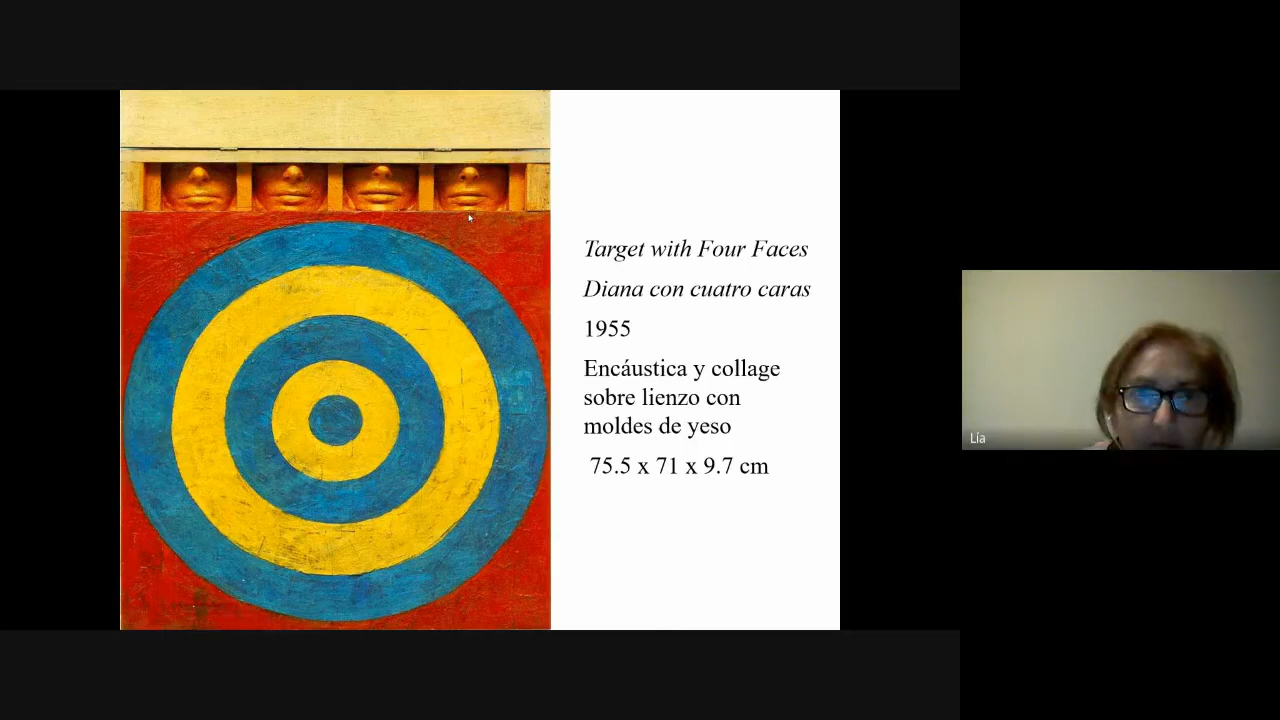 Target with Four Faces
Diana con cuatro caras
1955
Encáustica y collage
sobre lienzo con
moldes de yeso
75.5 x 71 x 9.7 cm
Lía